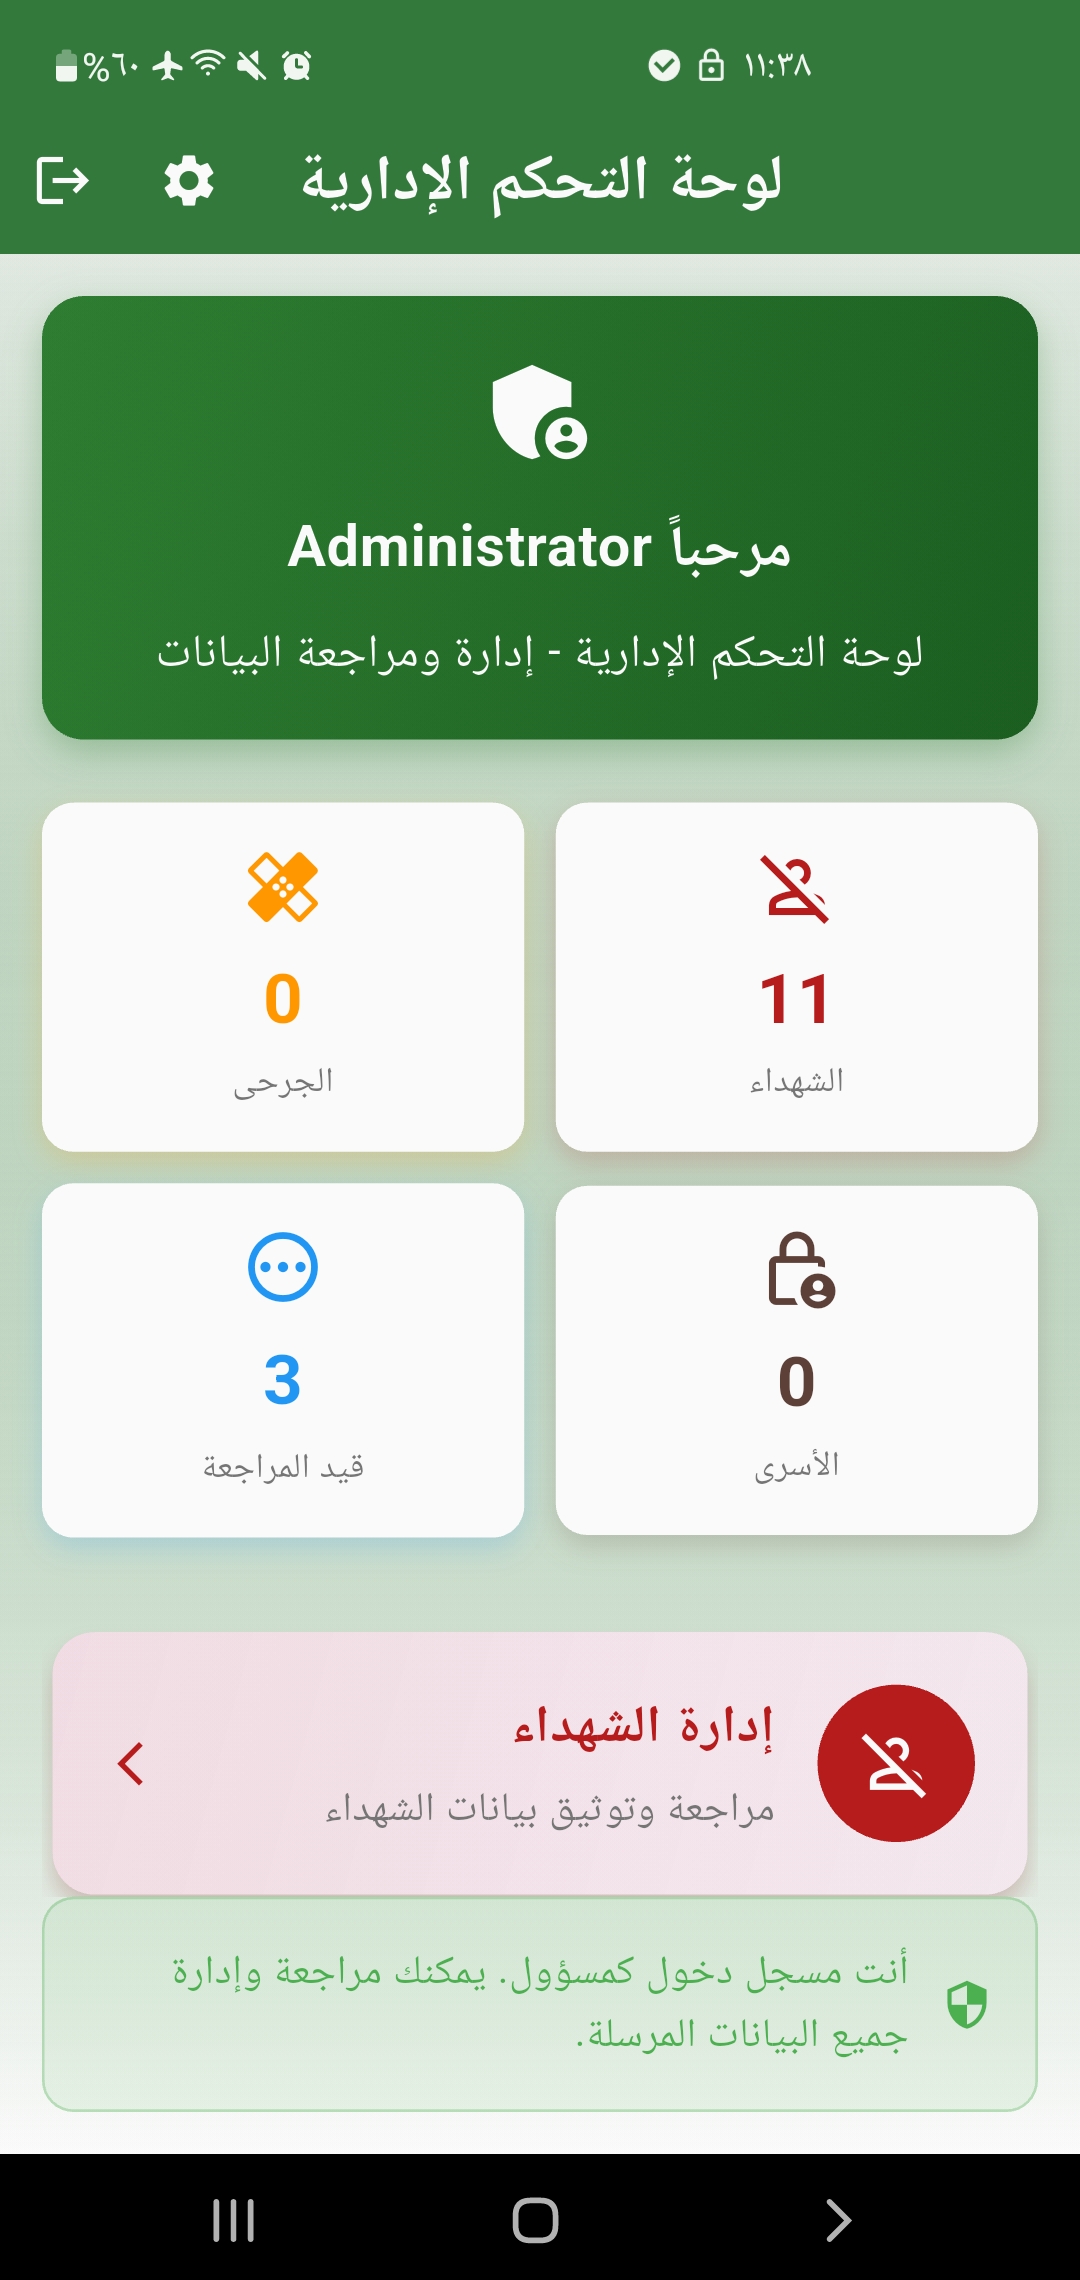 ١١:٣٨
%٦٠
لوحة التحكم الإدارية
مرحباً Administrator
لوحة التحكم الإدارية - إدارة ومراجعة البيانات
11
الشهداء
0
الجرحى
0
الأسرى
3
قيد المراجعة
إدارة الشهداء
مراجعة وتوثيق بيانات الشهداء
أنت مسجل دخول كمسؤول. يمكنك مراجعة وإدارة
جميع البيانات المرسلة.